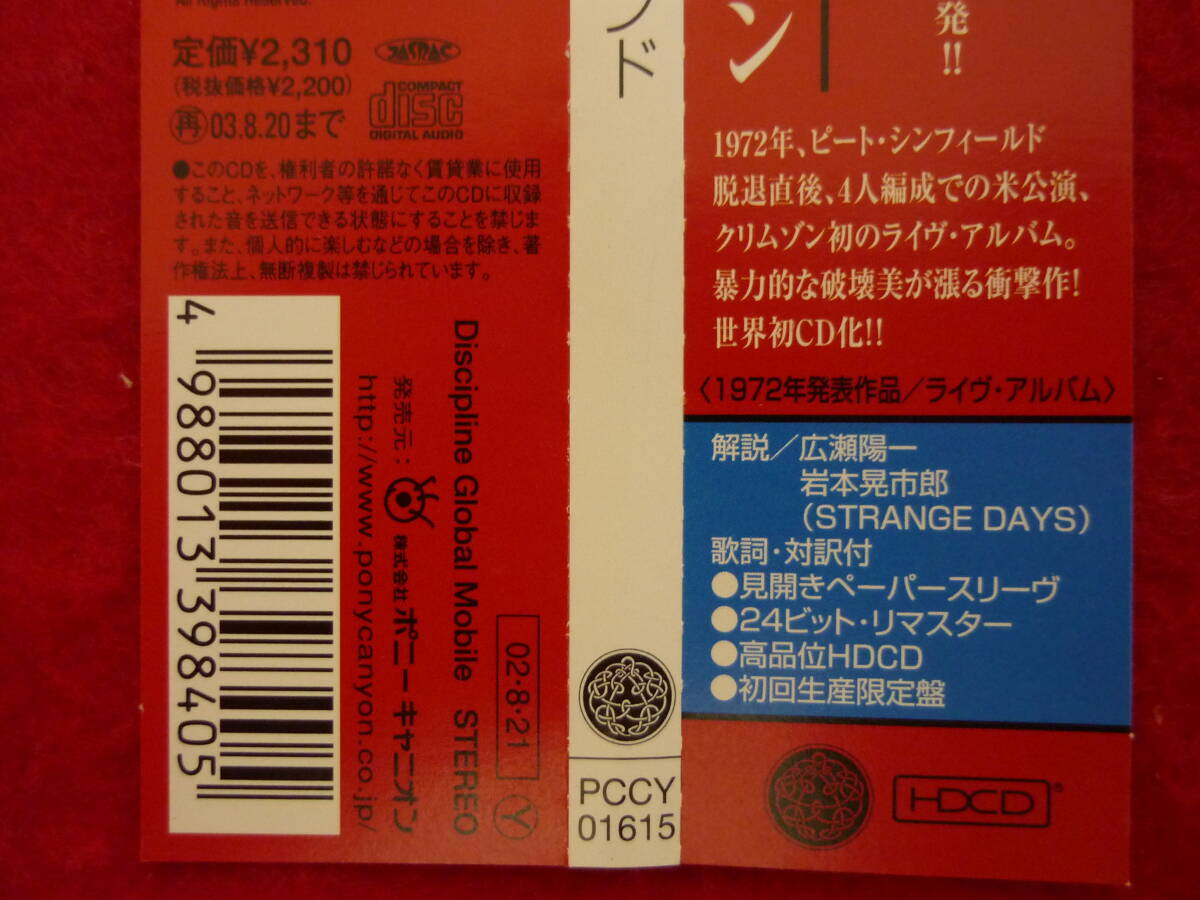 All Rights Reserved.
定価¥2,310
(税抜価格¥2,200)
再03.8.20まで
JASRAC
COMPACT
disc
DIGITAL AUDIO
●このCDを、権利者の許諾なく賃貸業に使用
すること、ネットワーク等を通じてこのCDに収録
された音を送信できる状態にすることを禁じま
す。また、個人的に楽しむなどの場合を除き、著
作権法上、無断複製は禁じられています。
4 988013 398405
Discipline Global Mobile STEREO
発売元：株式会社ポニーキャニオン
http://www.ponycanyon.co.jp/
02・8・21 Y
ンド
PCCY
01615
ン
発!!
1972年、ピート・シンフィールド
脱退直後、4人編成での米公演、
クリムゾン初のライヴ・アルバム。
暴力的な破壊美が漲る衝撃作!
世界初CD化!!
〈1972年発表作品／ライヴ・アルバム〉
解説／広瀬陽一
岩本晃市郎
(STRANGE DAYS)
歌詞・対訳付
●見開きペーパースリーヴ
●24ビット・リマスター
●高品位HDCD
●初回生産限定盤
HDCD®